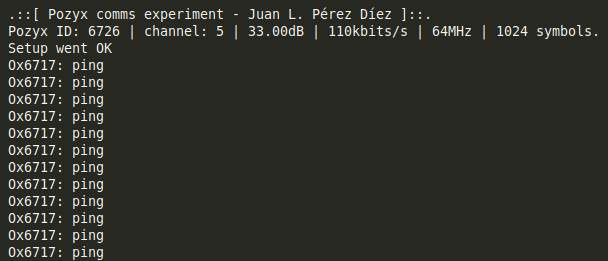 .::[ Pozyx comms experiment - Juan L. Pérez Díez ]::.
Pozyx ID: 6726 | channel: 5 | 33.00dB | 110kbits/s | 64MHz | 1024 symbols.
Setup went OK
0x6717: ping
0x6717: ping
0x6717: ping
0x6717: ping
0x6717: ping
0x6717: ping
0x6717: ping
0x6717: ping
0x6717: ping
0x6717: ping
0x6717: ping
0x6717: ping